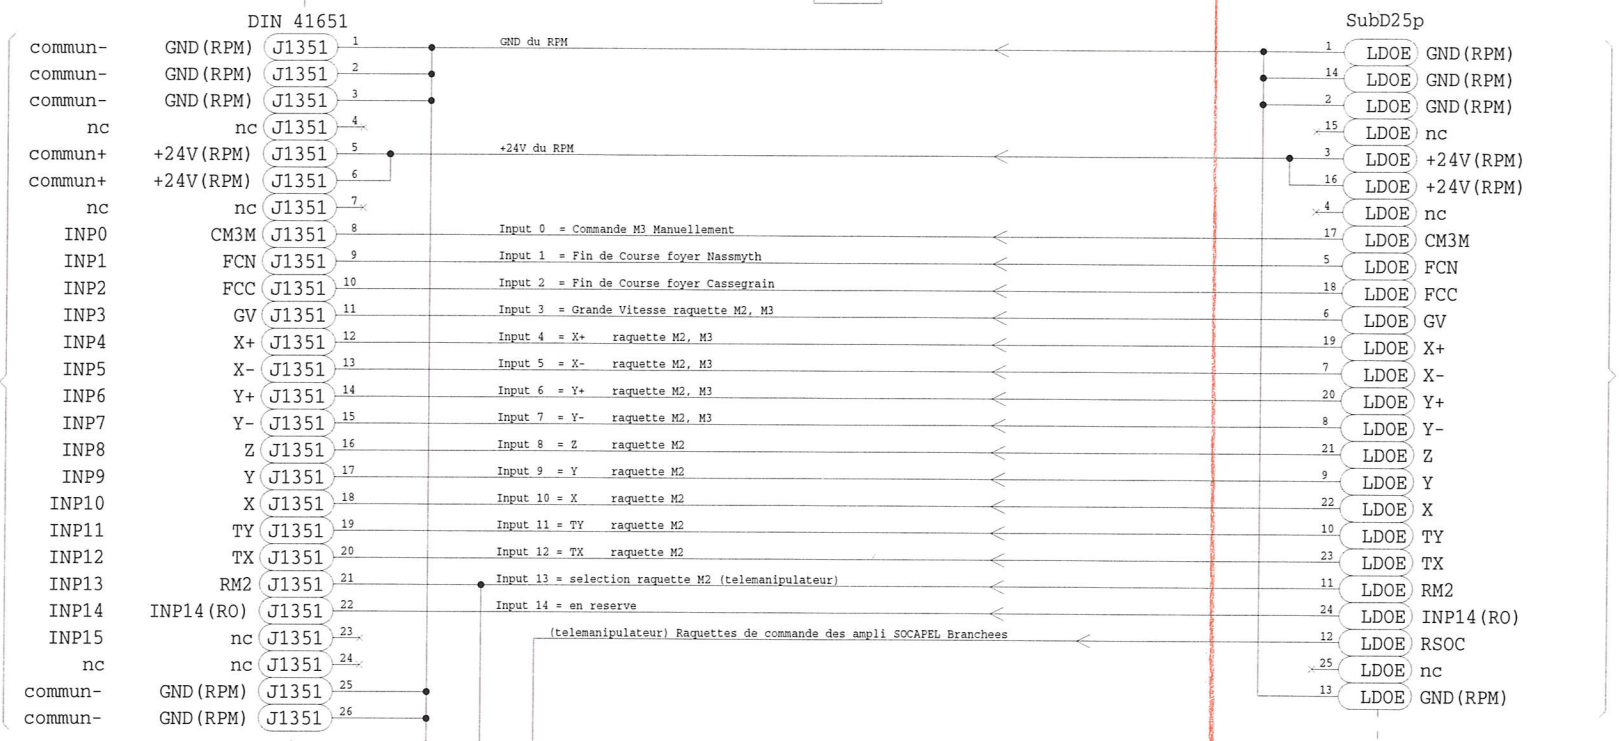 DIN 41651 SubD25p
commun- GND(RPM) J1351 1 GND du RPM 1 LDOE GND(RPM)
commun- GND(RPM) J1351 2 14 LDOE GND(RPM)
commun- GND(RPM) J1351 3 2 LDOE GND(RPM)
nc nc J1351 4 15 LDOE nc
commun+ +24V(RPM) J1351 5 +24V du RPM 3 LDOE +24V(RPM)
commun+ +24V(RPM) J1351 6 16 LDOE +24V(RPM)
nc nc J1351 7 4 LDOE nc
INP0 CM3M J1351 8 Input 0 = Commande M3 Manuellement 17 LDOE CM3M
INP1 FCN J1351 9 Input 1 = Fin de Course foyer Nassmyth 5 LDOE FCN
INP2 FCC J1351 10 Input 2 = Fin de Course foyer Cassegrain 18 LDOE FCC
INP3 GV J1351 11 Input 3 = Grande Vitesse raquette M2, M3 6 LDOE GV
INP4 X+ J1351 12 Input 4 = X+ raquette M2, M3 19 LDOE X+
INP5 X- J1351 13 Input 5 = X- raquette M2, M3 7 LDOE X-
INP6 Y+ J1351 14 Input 6 = Y+ raquette M2, M3 20 LDOE Y+
INP7 Y- J1351 15 Input 7 = Y- raquette M2, M3 8 LDOE Y-
INP8 Z J1351 16 Input 8 = Z raquette M2 21 LDOE Z
INP9 Y J1351 17 Input 9 = Y raquette M2 9 LDOE Y
INP10 X J1351 18 Input 10 = X raquette M2 22 LDOE X
INP11 TY J1351 19 Input 11 = TY raquette M2 10 LDOE TY
INP12 TX J1351 20 Input 12 = TX raquette M2 23 LDOE TX
INP13 RM2 J1351 21 Input 13 = selection raquette M2 (telemanipulateur) 11 LDOE RM2
INP14 INP14(RO) J1351 22 Input 14 = en reserve 24 LDOE INP14(RO)
INP15 nc J1351 23 (telemanipulateur) Raquettes de commande des ampli SOCAPEL Branchees 12 LDOE RSOC
nc nc J1351 24 25 LDOE nc
commun- GND(RPM) J1351 25 13 LDOE GND(RPM)
commun- GND(RPM) J1351 26